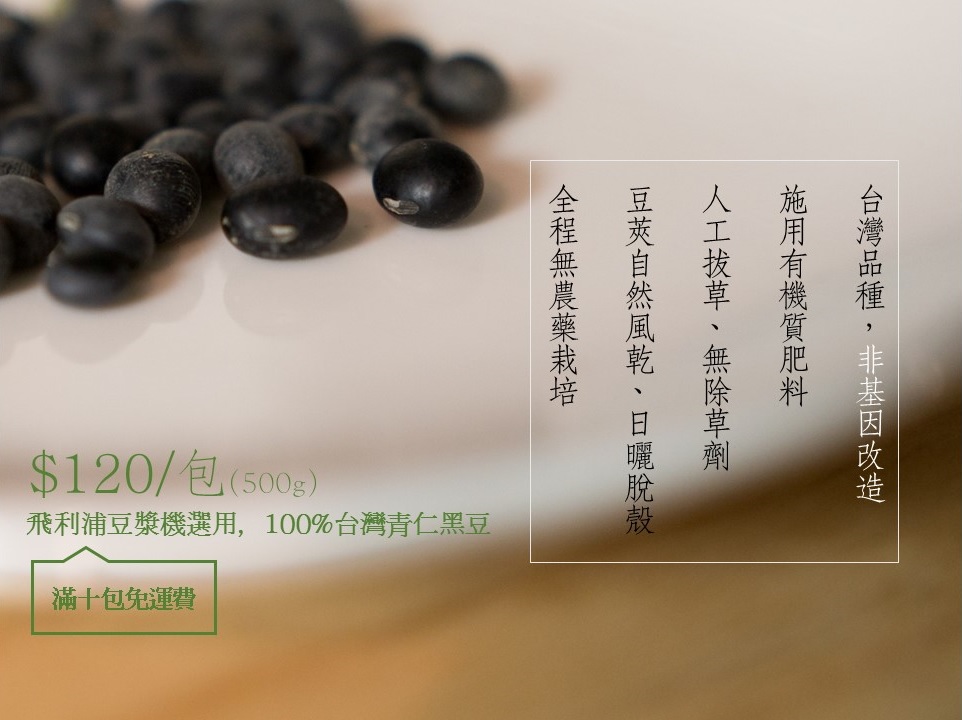 台灣品種，非基因改造
施用有機質肥料
人工拔草、無除草劑
豆莢自然風乾、日曬脫殼
全程無農藥栽培
$120/包(500g)
飛利浦豆漿機選用，100%台灣青仁黑豆
滿十包免運費